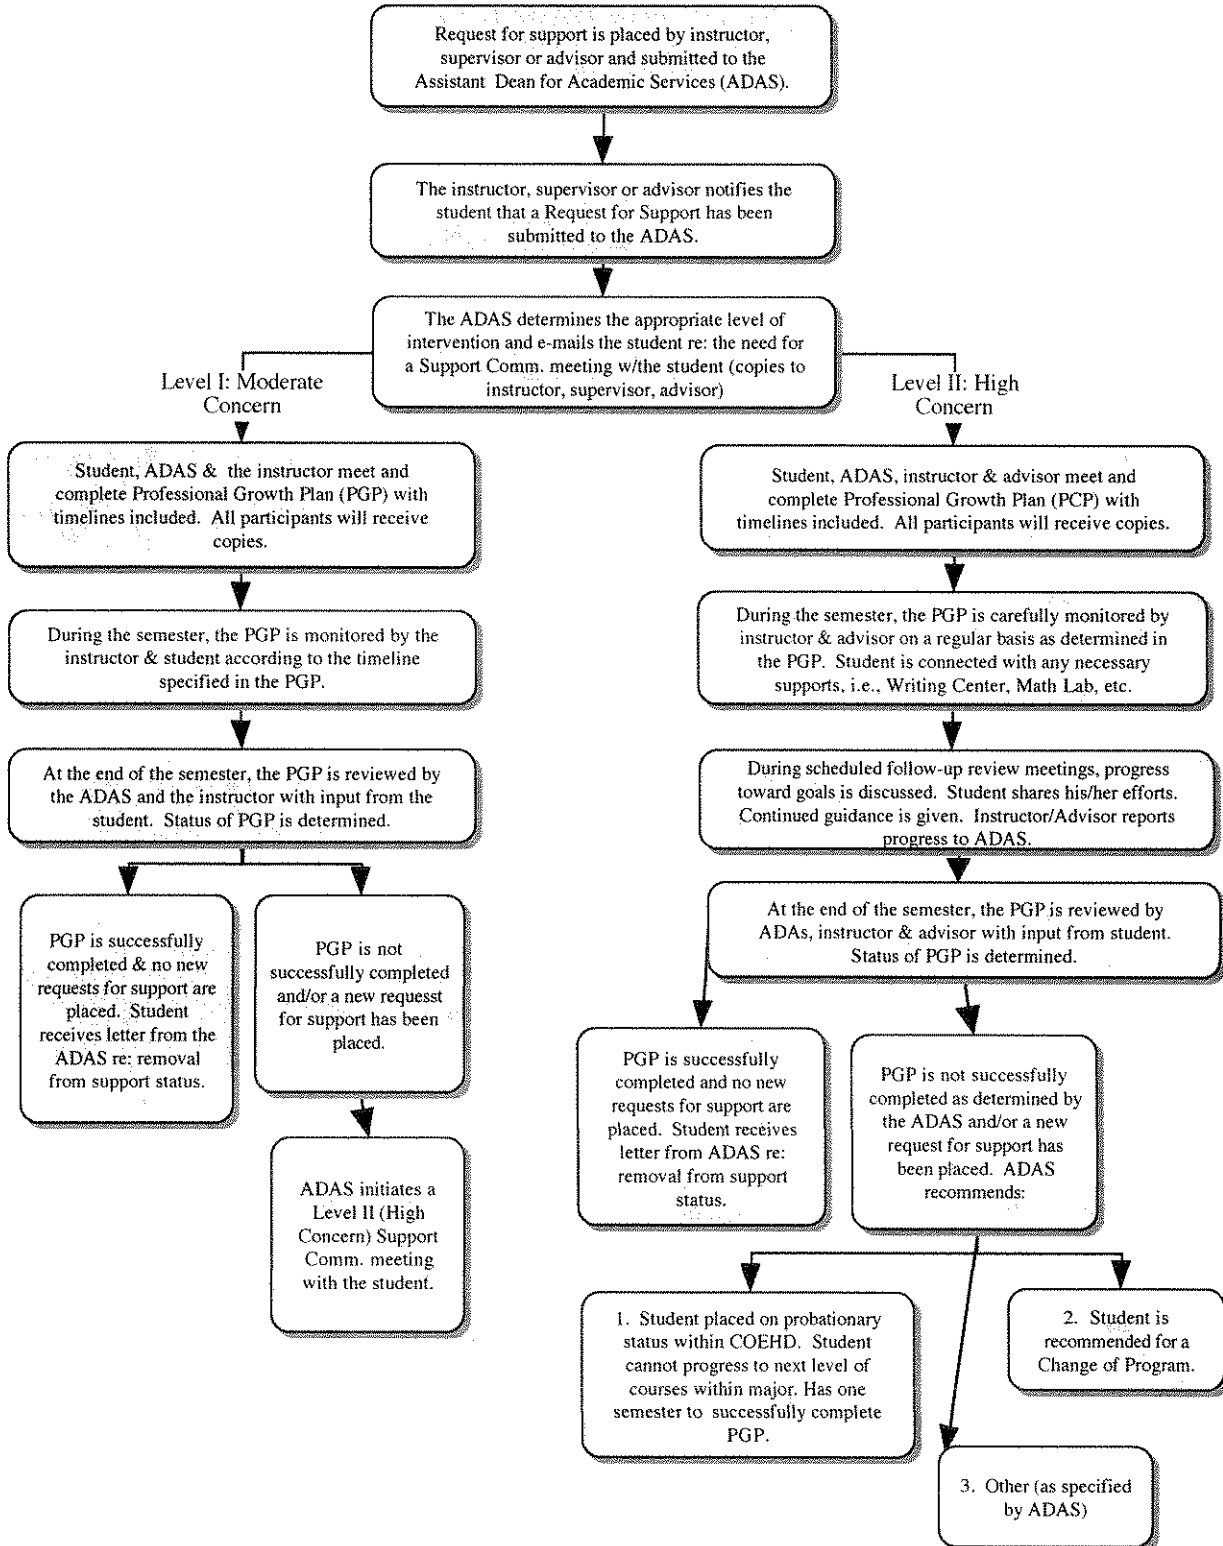 Request for support is placed by instructor,
supervisor or advisor and submitted to the
Assistant Dean for Academic Services (ADAS).
The instructor, supervisor or advisor notifies the
student that a Request for Support has been
submitted to the ADAS.
The ADAS determines the appropriate level of
intervention and e-mails the student re: the need for
a Support Comm. meeting w/the student (copies to
instructor, supervisor, advisor)
Level I: Moderate
Concern
Student, ADAS & the instructor meet and
complete Professional Growth Plan (PGP) with
timelines included. All participants will receive
copies.
During the semester, the PGP is monitored by the
instructor & student according to the timeline
specified in the PGP.
At the end of the semester, the PGP is reviewed by
the ADAS and the instructor with input from the
student. Status of PGP is determined.
PGP is successfully
completed & no new
requests for support are
placed. Student
receives letter from the
ADAS re: removal
from support status.
PGP is not
successfully completed
and/or a new requesst
for support has been
placed.
ADAS initiates a
Level II (High
Concern) Support
Comm. meeting
with the student.
Level II: High
Concern
Student, ADAS, instructor & advisor meet and
complete Professional Growth Plan (PCP) with
timelines included. All participants will receive copies.
During the semester, the PGP is carefully monitored by
instructor & advisor on a regular basis as determined in
the PGP. Student is connected with any necessary
supports, i.e., Writing Center, Math Lab, etc.
During scheduled follow-up review meetings, progress
toward goals is discussed. Student shares his/her efforts.
Continued guidance is given. Instructor/Advisor reports
progress to ADAS.
At the end of the semester, the PGP is reviewed by
ADAs, instructor & advisor with input from student.
Status of PGP is determined.
PGP is successfully
completed and no new
requests for support are
placed. Student receives
letter from ADAS re:
removal from support
status.
PGP is not successfully
completed as determined by
the ADAS and/or a new
request for support has
been placed. ADAS
recommends:
1. Student placed on probationary
status within COEHD. Student
cannot progress to next level of
courses within major. Has one
semester to successfully complete
PGP.
2. Student is
recommended for a
Change of Program.
3. Other (as specified
by ADAS)